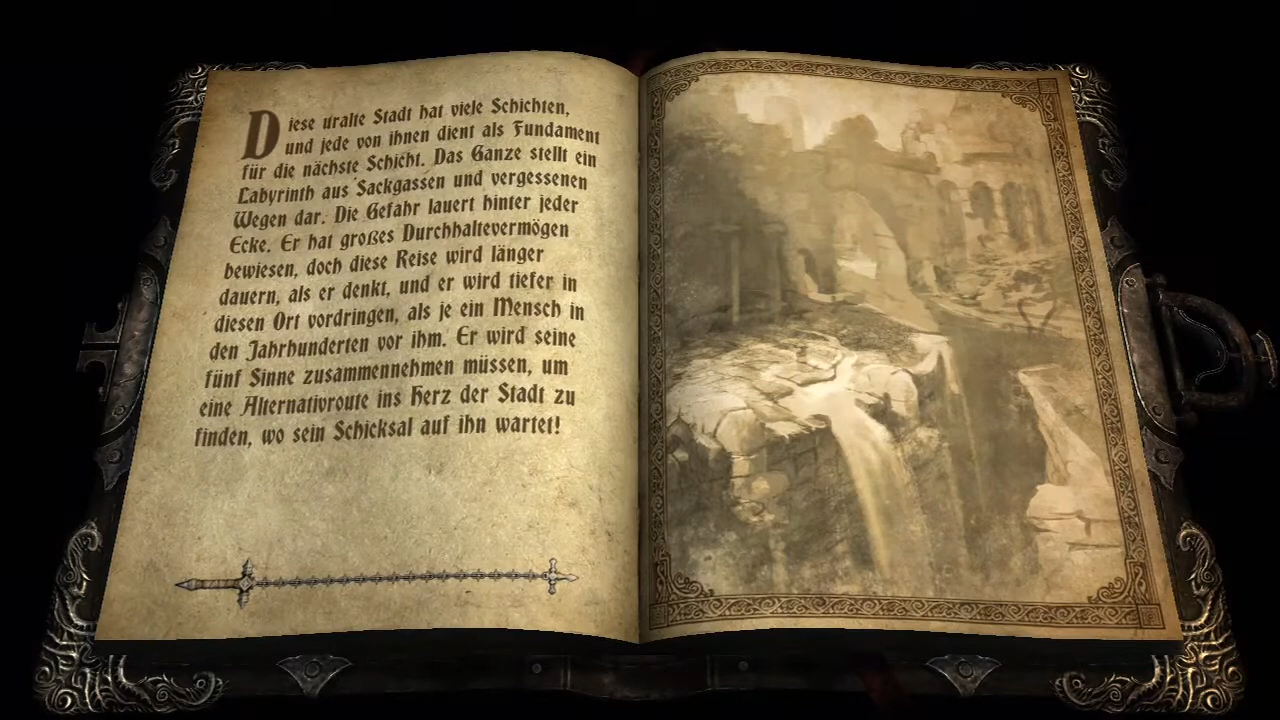 Diese uralte Stadt hat viele Schichten,
und jede von ihnen dient als Fundament
für die nächste Schicht. Das Ganze stellt ein
Labyrinth aus Sackgassen und vergessenen
Wegen dar. Die Gefahr lauert hinter jeder
Ecke. Er hat großes Durchhaltevermögen
bewiesen, doch diese Reise wird länger
dauern, als er denkt, und er wird tiefer in
diesen Ort vordringen, als je ein Mensch in
den Jahrhunderten vor ihm. Er wird seine
fünf Sinne zusammennehmen müssen, um
eine Alternativroute ins Herz der Stadt zu
finden, wo sein Schicksal auf ihn wartet!